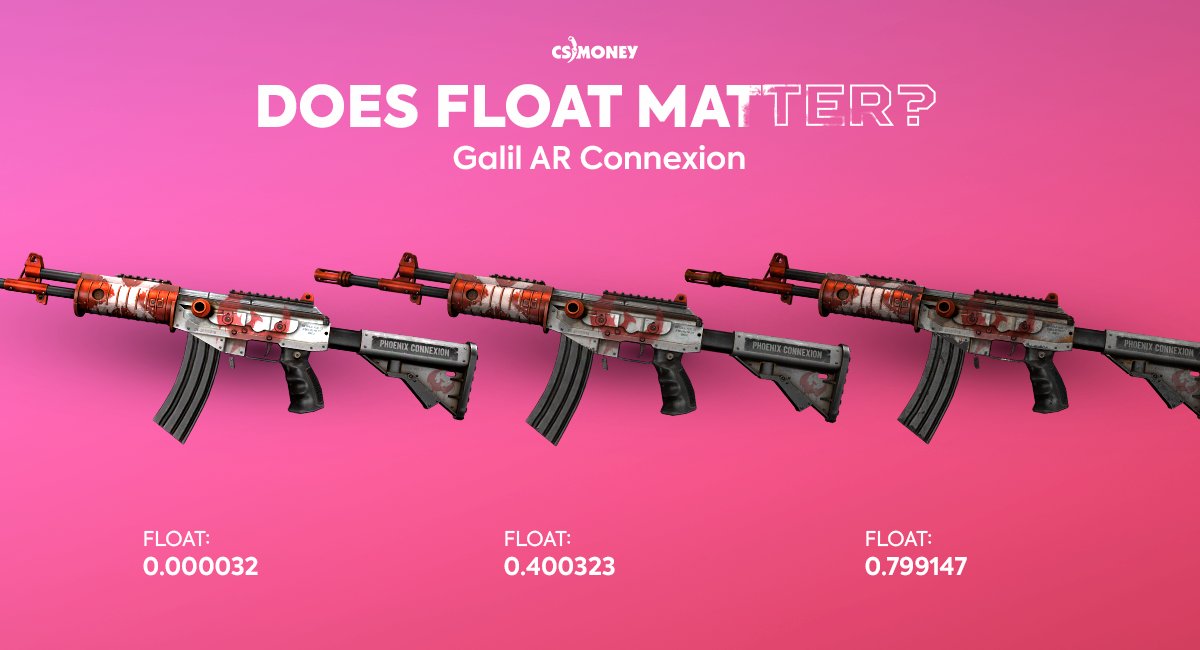 CS MONEY
DOES FLOAT MATTER?
Galil AR Connexion
PHOENIX CONNEXION
PHOENIX CONNEXION
PHOENIX CONNEXION
FLOAT:
0.000032
FLOAT:
0.400323
FLOAT:
0.799147